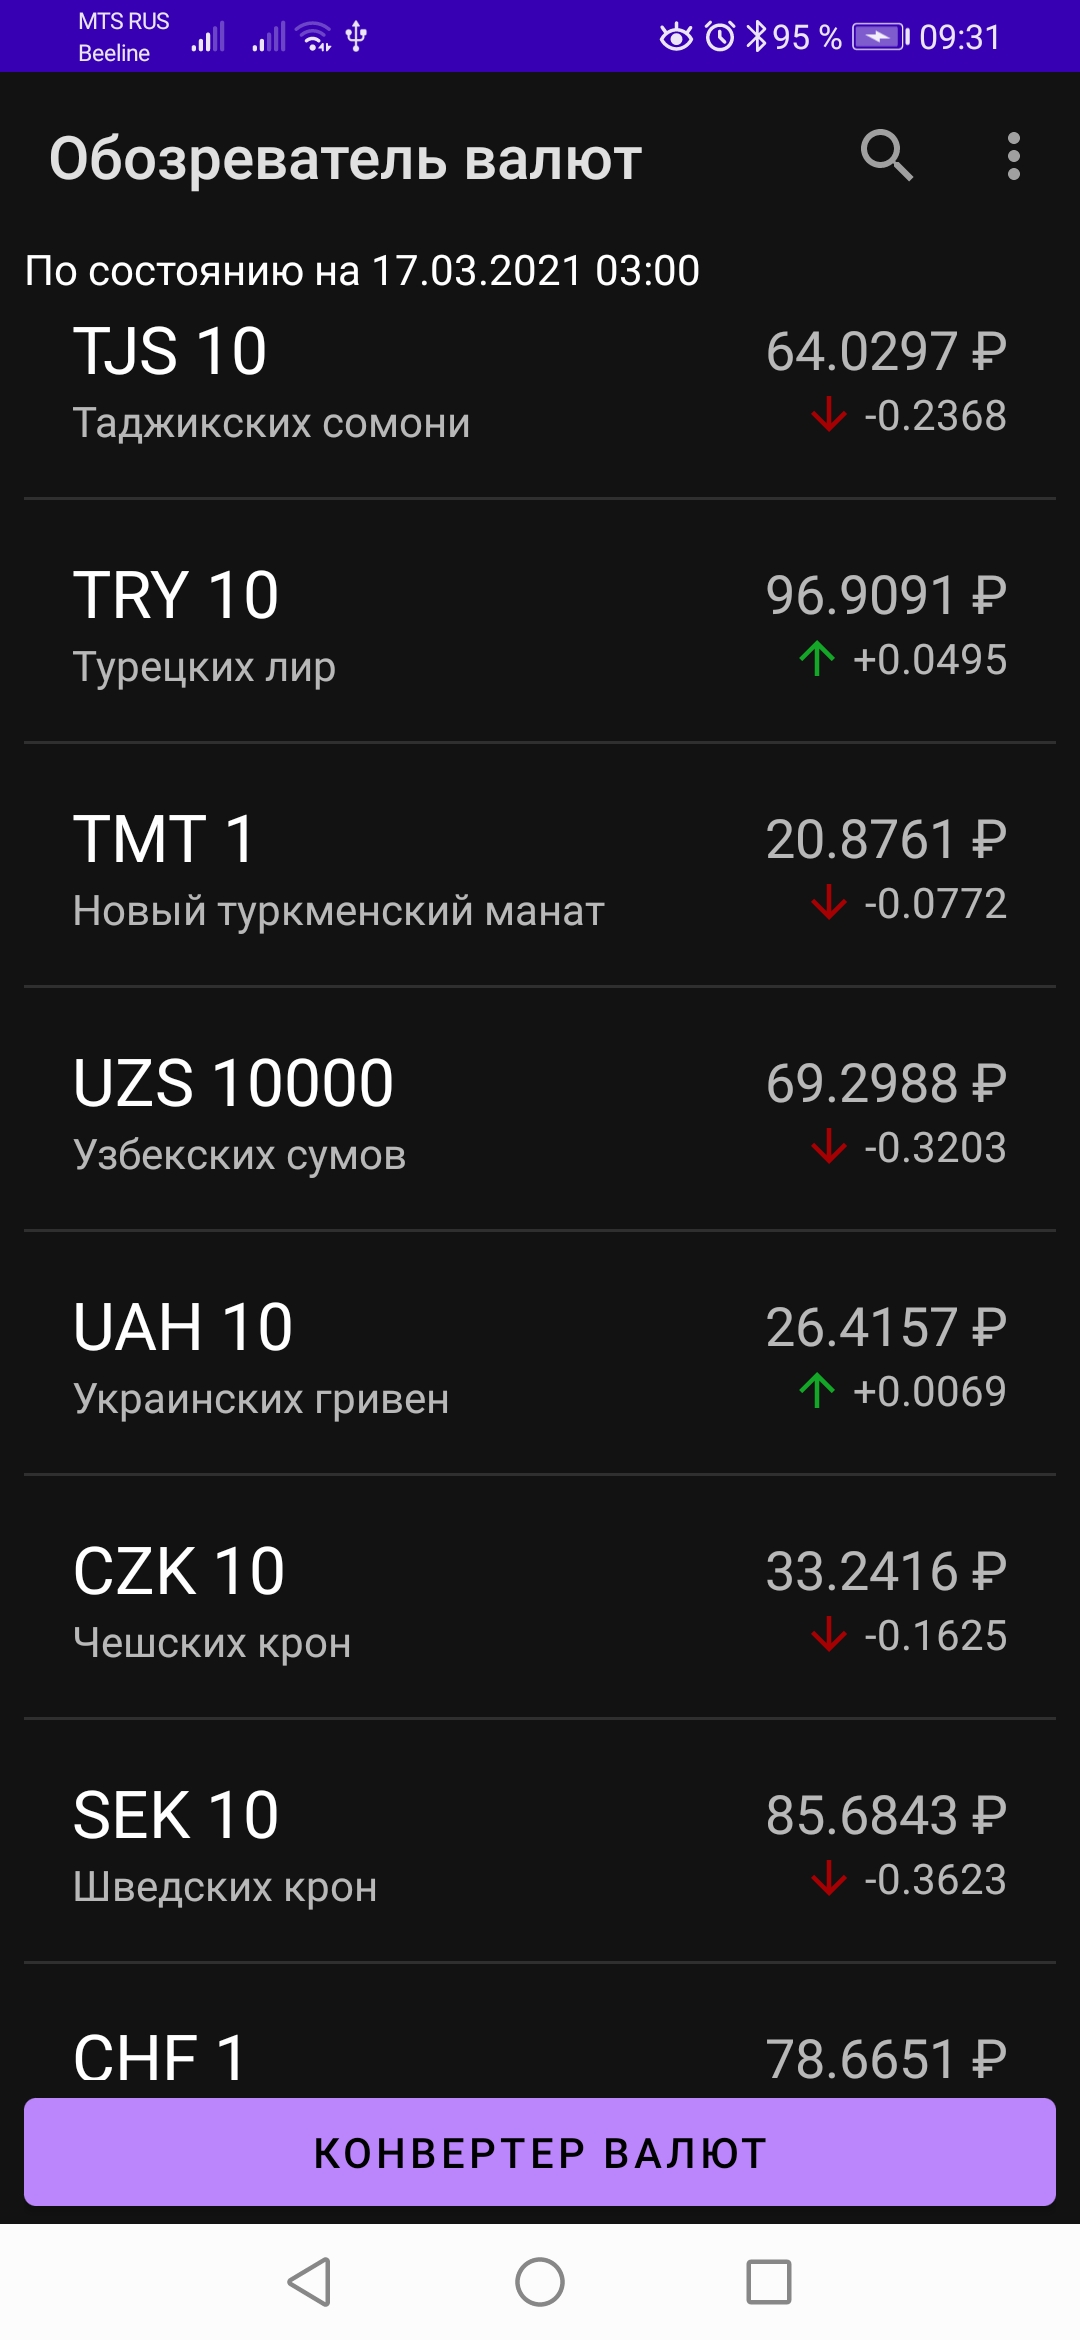 MTS RUS
Beeline
95 % 09:31
Обозреватель валют
По состоянию на 17.03.2021 03:00
TJS 10 64.0297 ₽
Таджикских сомони -0.2368
TRY 10 96.9091 ₽
Турецких лир +0.0495
TMT 1 20.8761 ₽
Новый туркменский манат -0.0772
UZS 10000 69.2988 ₽
Узбекских сумов -0.3203
UAH 10 26.4157 ₽
Украинских гривен +0.0069
CZK 10 33.2416 ₽
Чешских крон -0.1625
SEK 10 85.6843 ₽
Шведских крон -0.3623
CHF 1 78.6651 ₽
КОНВЕРТЕР ВАЛЮТ